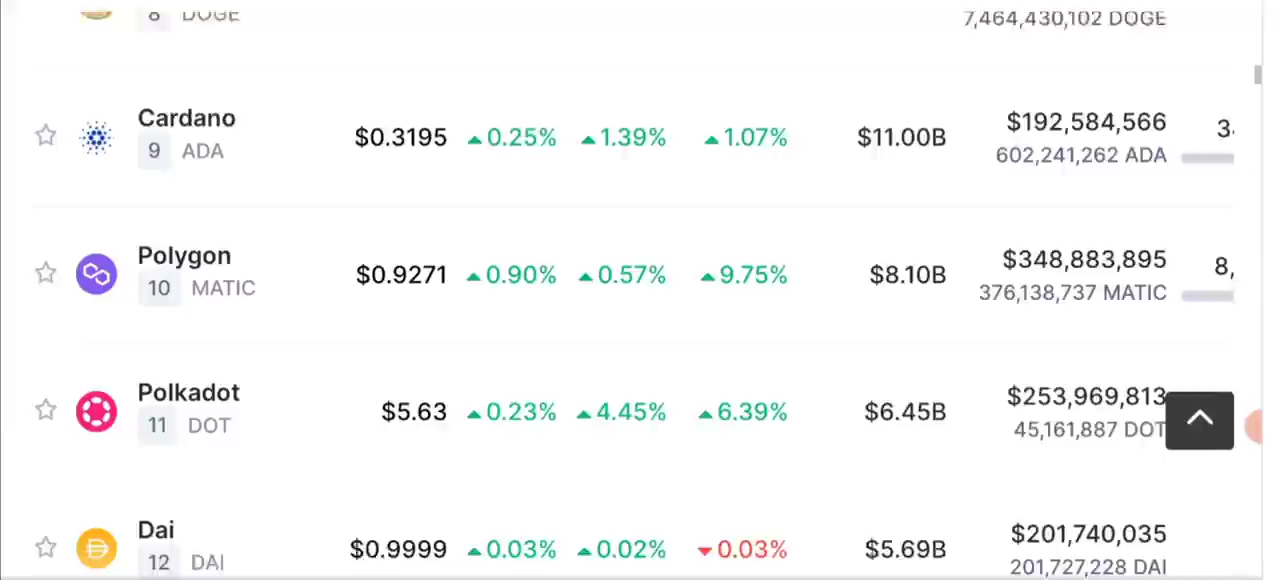 8 DOGE
7,464,430,102 DOGE
Cardano
$0.3195 0.25% 1.39% 1.07% $11.00B
$192,584,566
9 ADA
602,241,262 ADA
Polygon
$0.9271 0.90% 0.57% 9.75% $8.10B
$348,883,895
10 MATIC
376,138,737 MATIC
Polkadot
$5.63 0.23% 4.45% 6.39% $6.45B
$253,969,813
11 DOT
45,161,887 DOT
Dai
$0.9999 0.03% 0.02% 0.03% $5.69B
$201,740,035
12 DAI
201,727,228 DAI